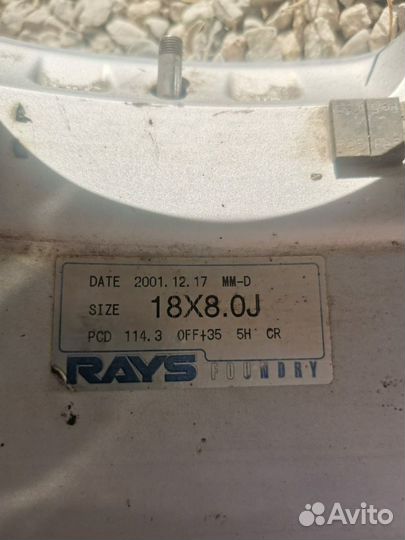 DATE 2001.12.17 MM-D
SIZE 18X8.0J
PCD 114.3 OFF+35 5H CR
RAYS FOUNDRY
Avito